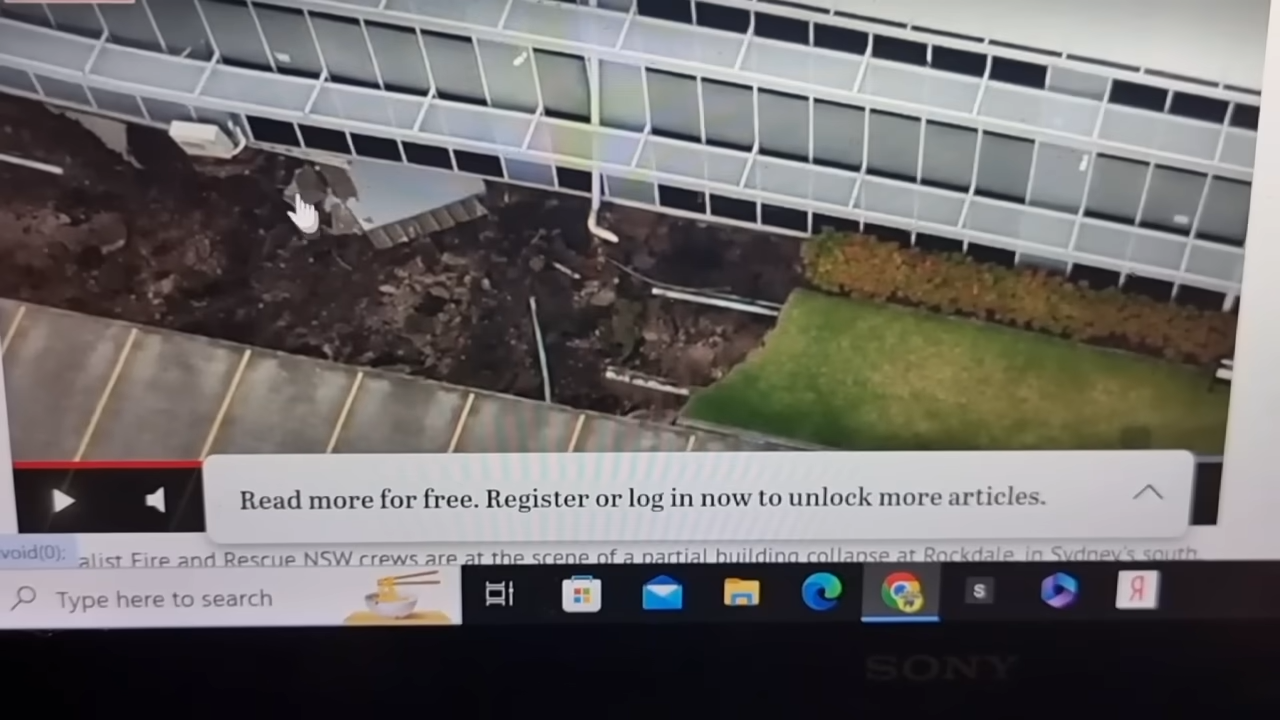 Read more for free. Register or log in now to unlock more articles.
void(0):
alist Fire and Rescue NSW crews are at the scene of a partial building collapse at Rockdale, in Sydney's south
Type here to search
S
Я
SONY